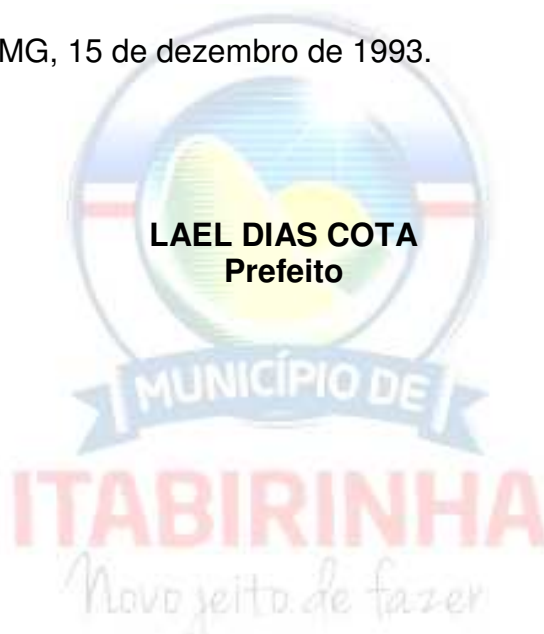 MG, 15 de dezembro de 1993.
LAEL DIAS COTA
Prefeito
MUNICÍPIO DE
ITABIRINHA
Novo jeito de fazer